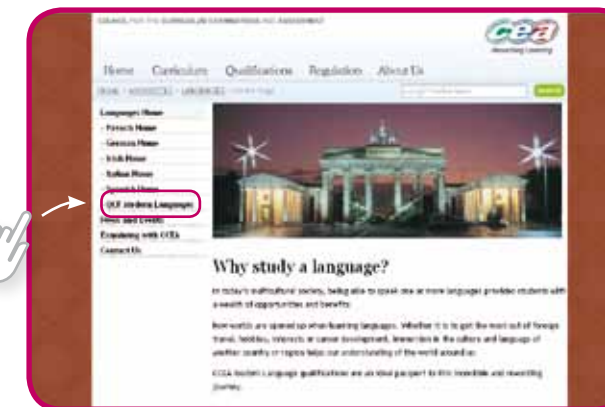 COUNCIL FOR THE CURRICULUM EXAMINATIONS AND ASSESSMENT
cea
Rewarding Learning
Home Curriculum Qualifications Regulation About Us
HOME
Languages Home
- French Home
- German Home
- Irish Home
- Italian Home
- Spanish Home
- QCF Modern Languages
News and Events
Examining with CCEA
Contact Us
Why study a language?
In today's multicultural society, being able to speak one or more languages provides students with
a wealth of opportunities and benefits.
New worlds are opened up when learning languages. Whether it is to get the most out of foreign
travel, hobbies, interests or career development, immersion in the culture and language of
another country or region helps our understanding of the world around us.
CCEA Modern Language qualifications are an ideal passport to this incredible and rewarding
journey.